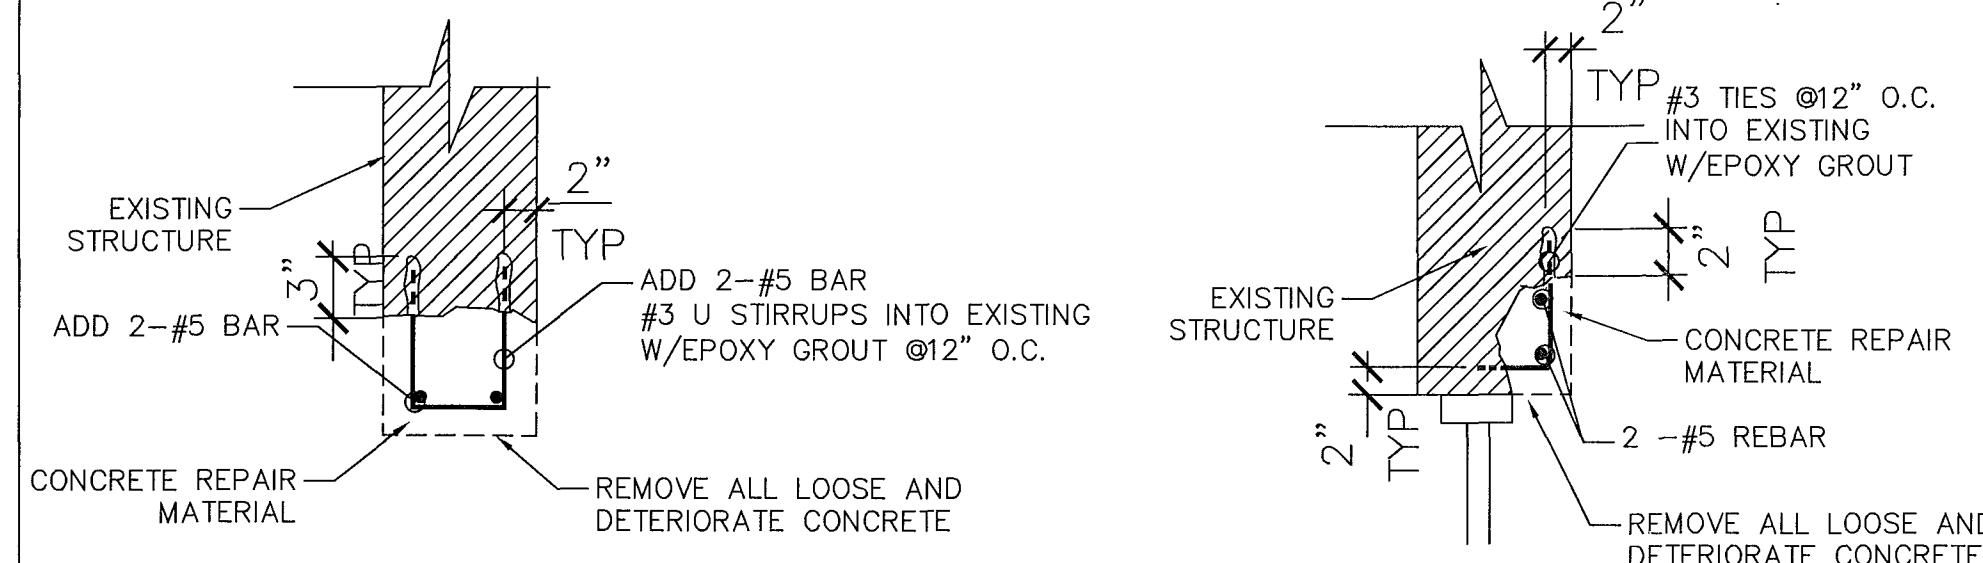 EXISTING
STRUCTURE
2”
TYP
3”
TYP
ADD 2-#5 BAR
ADD 2-#5 BAR
#3 U STIRRUPS INTO EXISTING
W/EPOXY GROUT @12” O.C.
CONCRETE REPAIR
MATERIAL
REMOVE ALL LOOSE AND
DETERIORATE CONCRETE
2”
TYP
#3 TIES @12” O.C.
INTO EXISTING
W/EPOXY GROUT
2”
TYP
EXISTING
STRUCTURE
CONCRETE REPAIR
MATERIAL
2”
TYP
2 -#5 REBAR
REMOVE ALL LOOSE AND
DETERIORATE CONCRETE